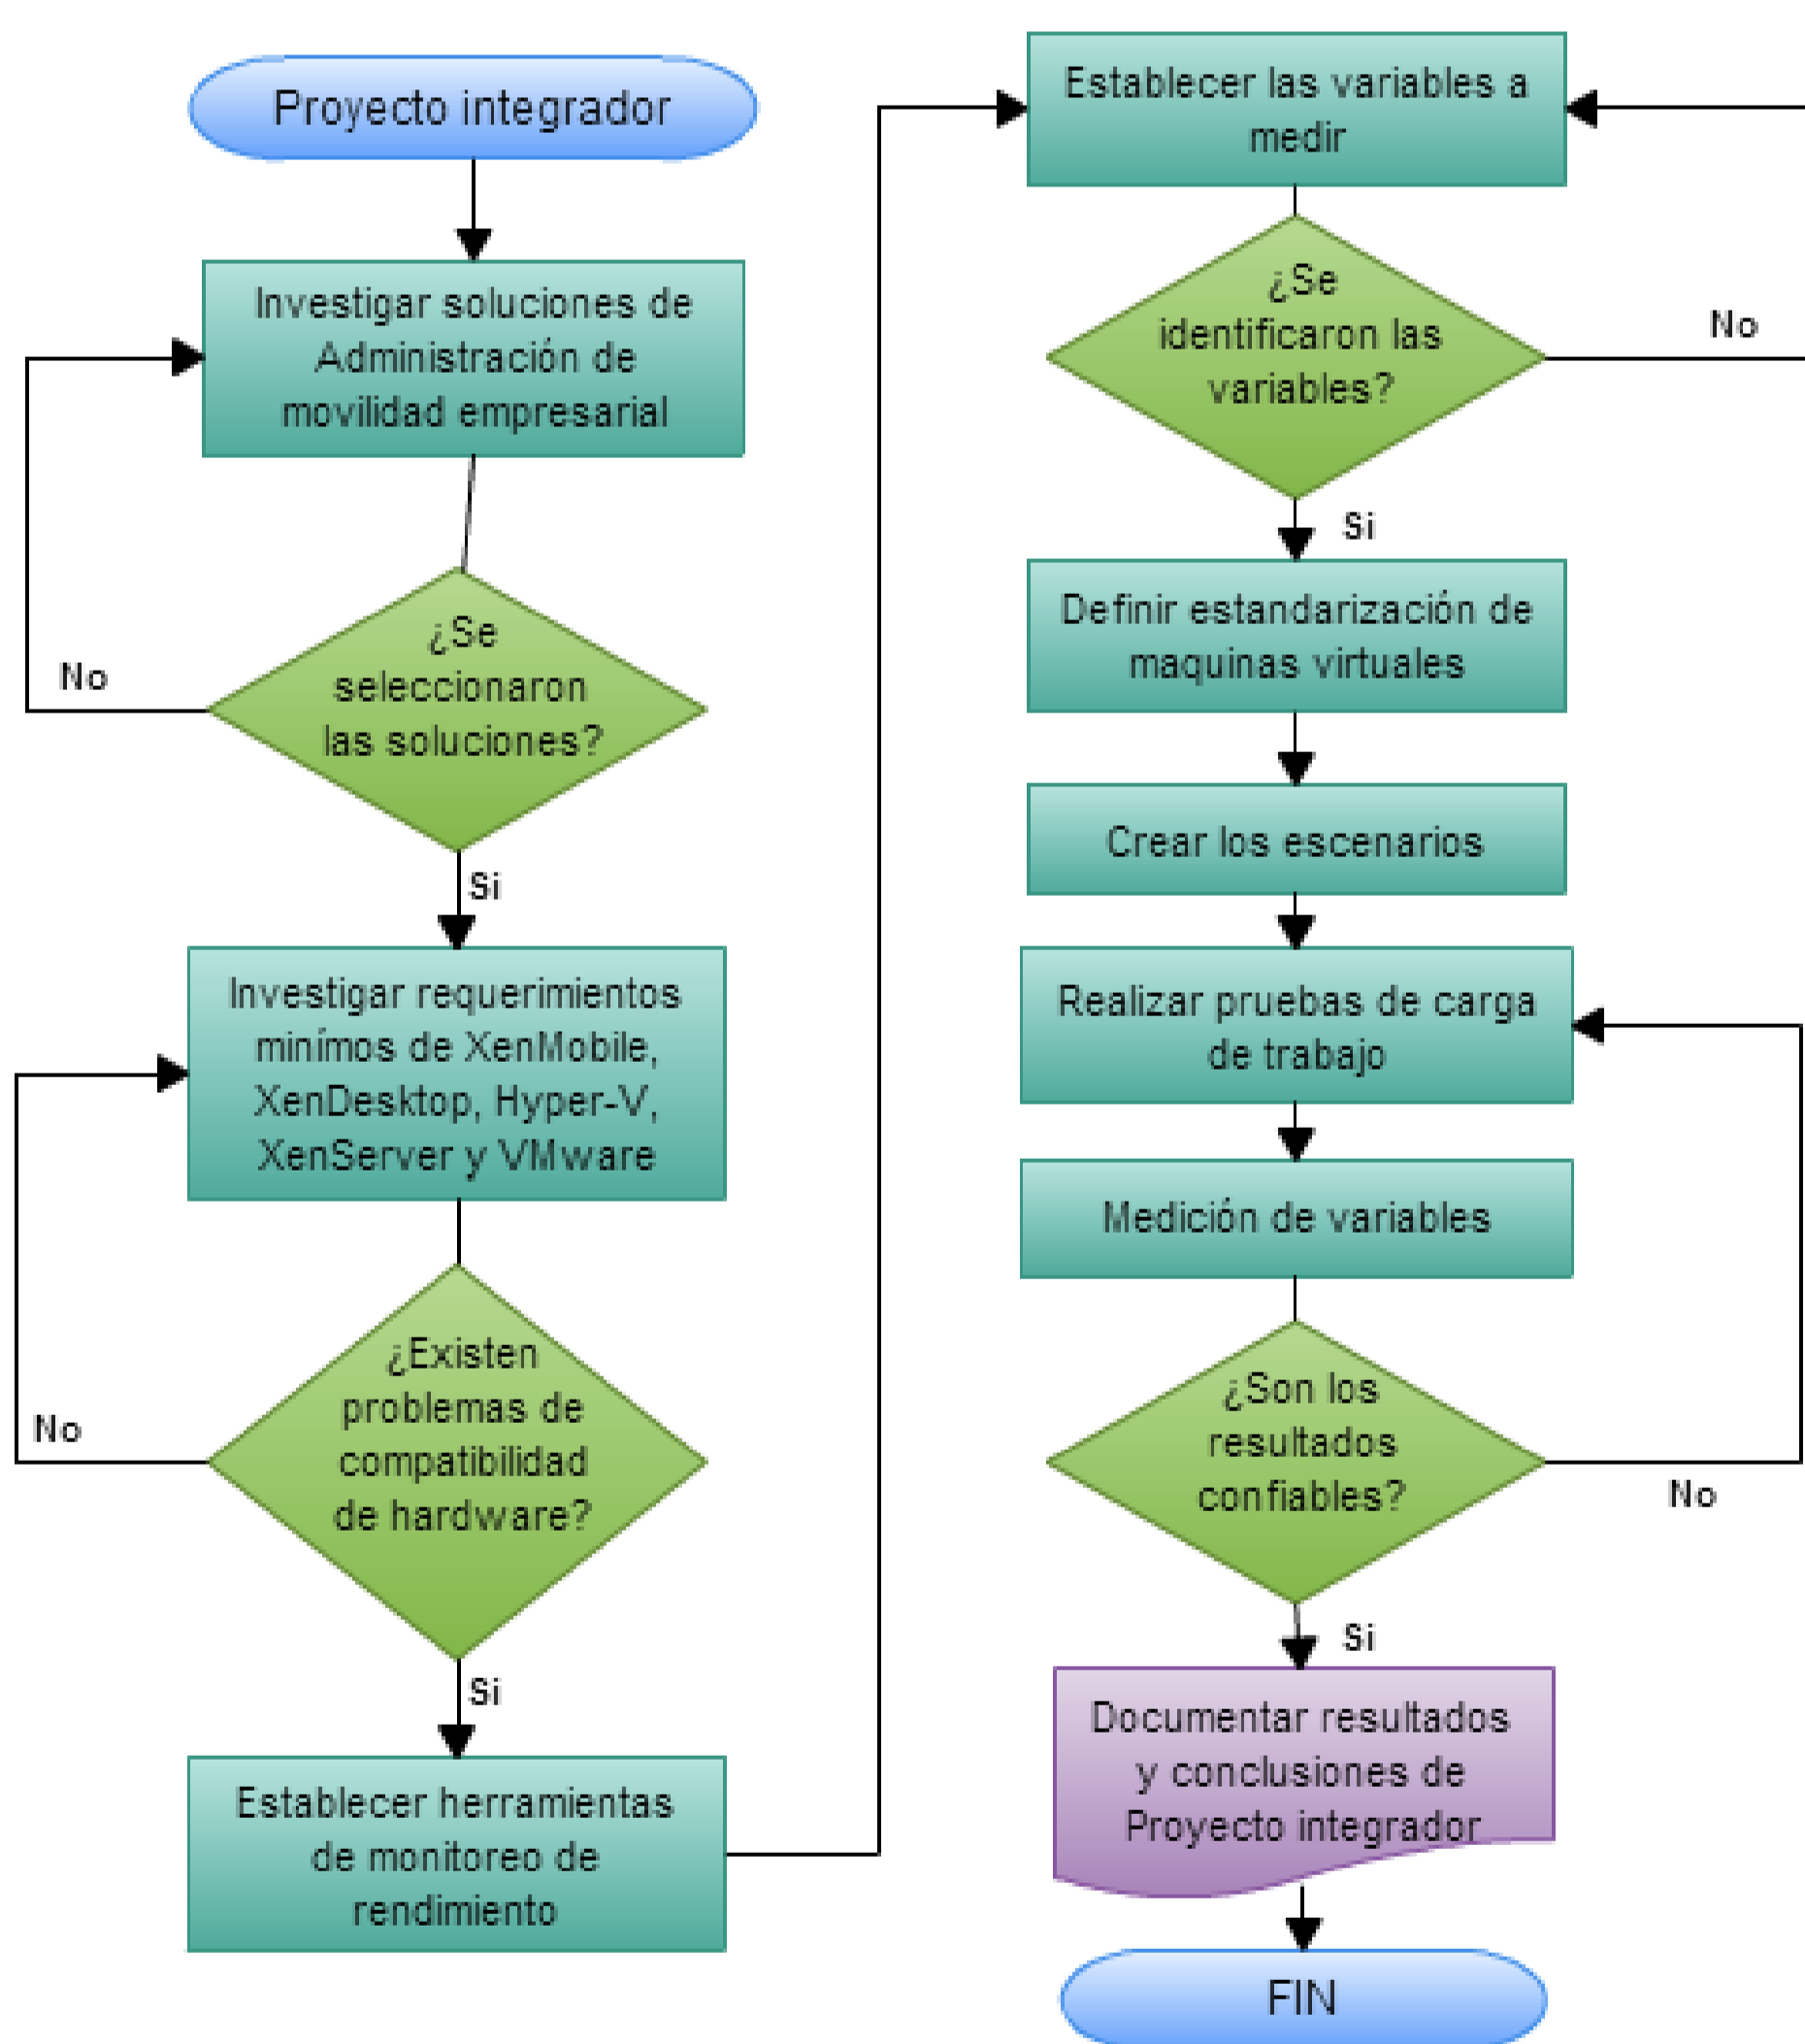 Proyecto integrador
Investigar soluciones de
Administración de
movilidad empresarial
¿Se
seleccionaron
las soluciones?
No
Si
Investigar requerimientos
minímos de XenMobile,
XenDesktop, Hyper-V,
XenServer y VMware
¿Existen
problemas de
compatibilidad
de hardware?
No
Si
Establecer herramientas
de monitoreo de
rendimiento
Establecer las variables a
medir
¿Se
identificaron las
variables?
No
Si
Definir estandarización de
maquinas virtuales
Crear los escenarios
Realizar pruebas de carga
de trabajo
Medición de variables
¿Son los
resultados
confiables?
No
Si
Documentar resultados
y conclusiones de
Proyecto integrador
FIN